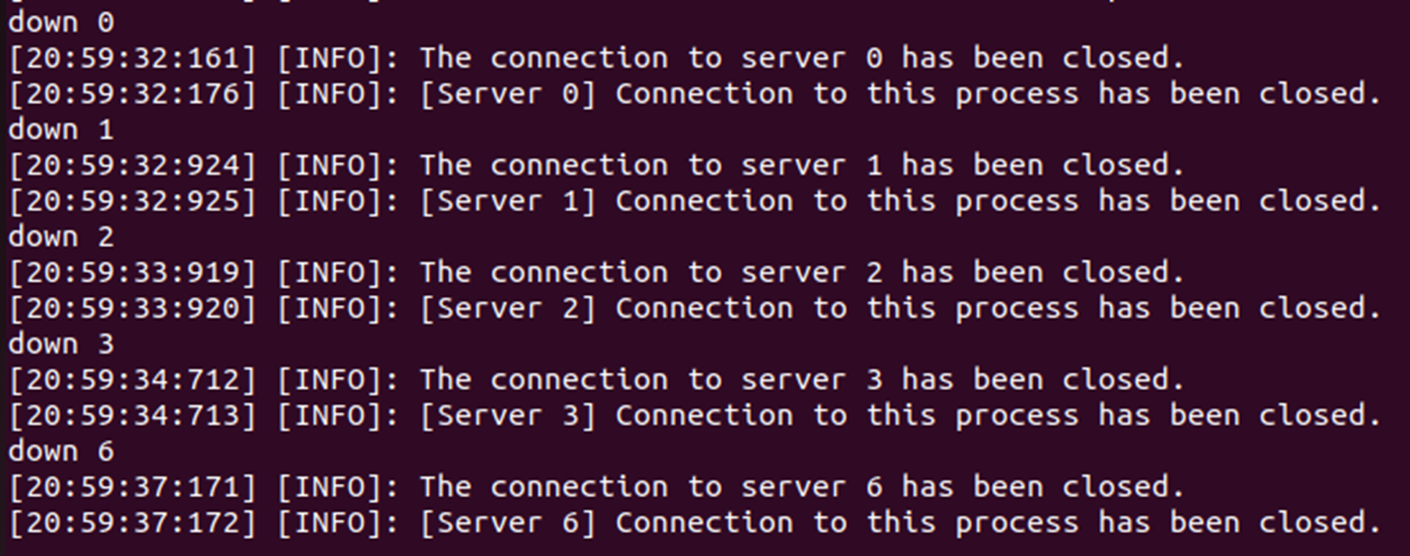 down 0
[20:59:32:161] [INFO]: The connection to server 0 has been closed.
[20:59:32:176] [INFO]: [Server 0] Connection to this process has been closed.
down 1
[20:59:32:924] [INFO]: The connection to server 1 has been closed.
[20:59:32:925] [INFO]: [Server 1] Connection to this process has been closed.
down 2
[20:59:33:919] [INFO]: The connection to server 2 has been closed.
[20:59:33:920] [INFO]: [Server 2] Connection to this process has been closed.
down 3
[20:59:34:712] [INFO]: The connection to server 3 has been closed.
[20:59:34:713] [INFO]: [Server 3] Connection to this process has been closed.
down 6
[20:59:37:171] [INFO]: The connection to server 6 has been closed.
[20:59:37:172] [INFO]: [Server 6] Connection to this process has been closed.